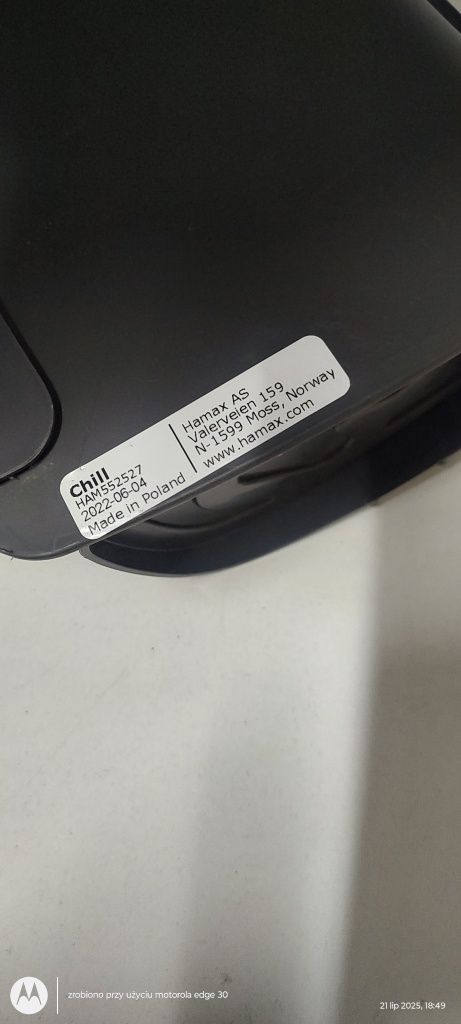 Chill
HAM552527
2022-06-04
Made in Poland
Hamax AS
Valerveien 159
N-1599 Moss, Norway
www.hamax.com
zrobiono przy użyciu motorola edge 30
21 lip 2025, 18:49